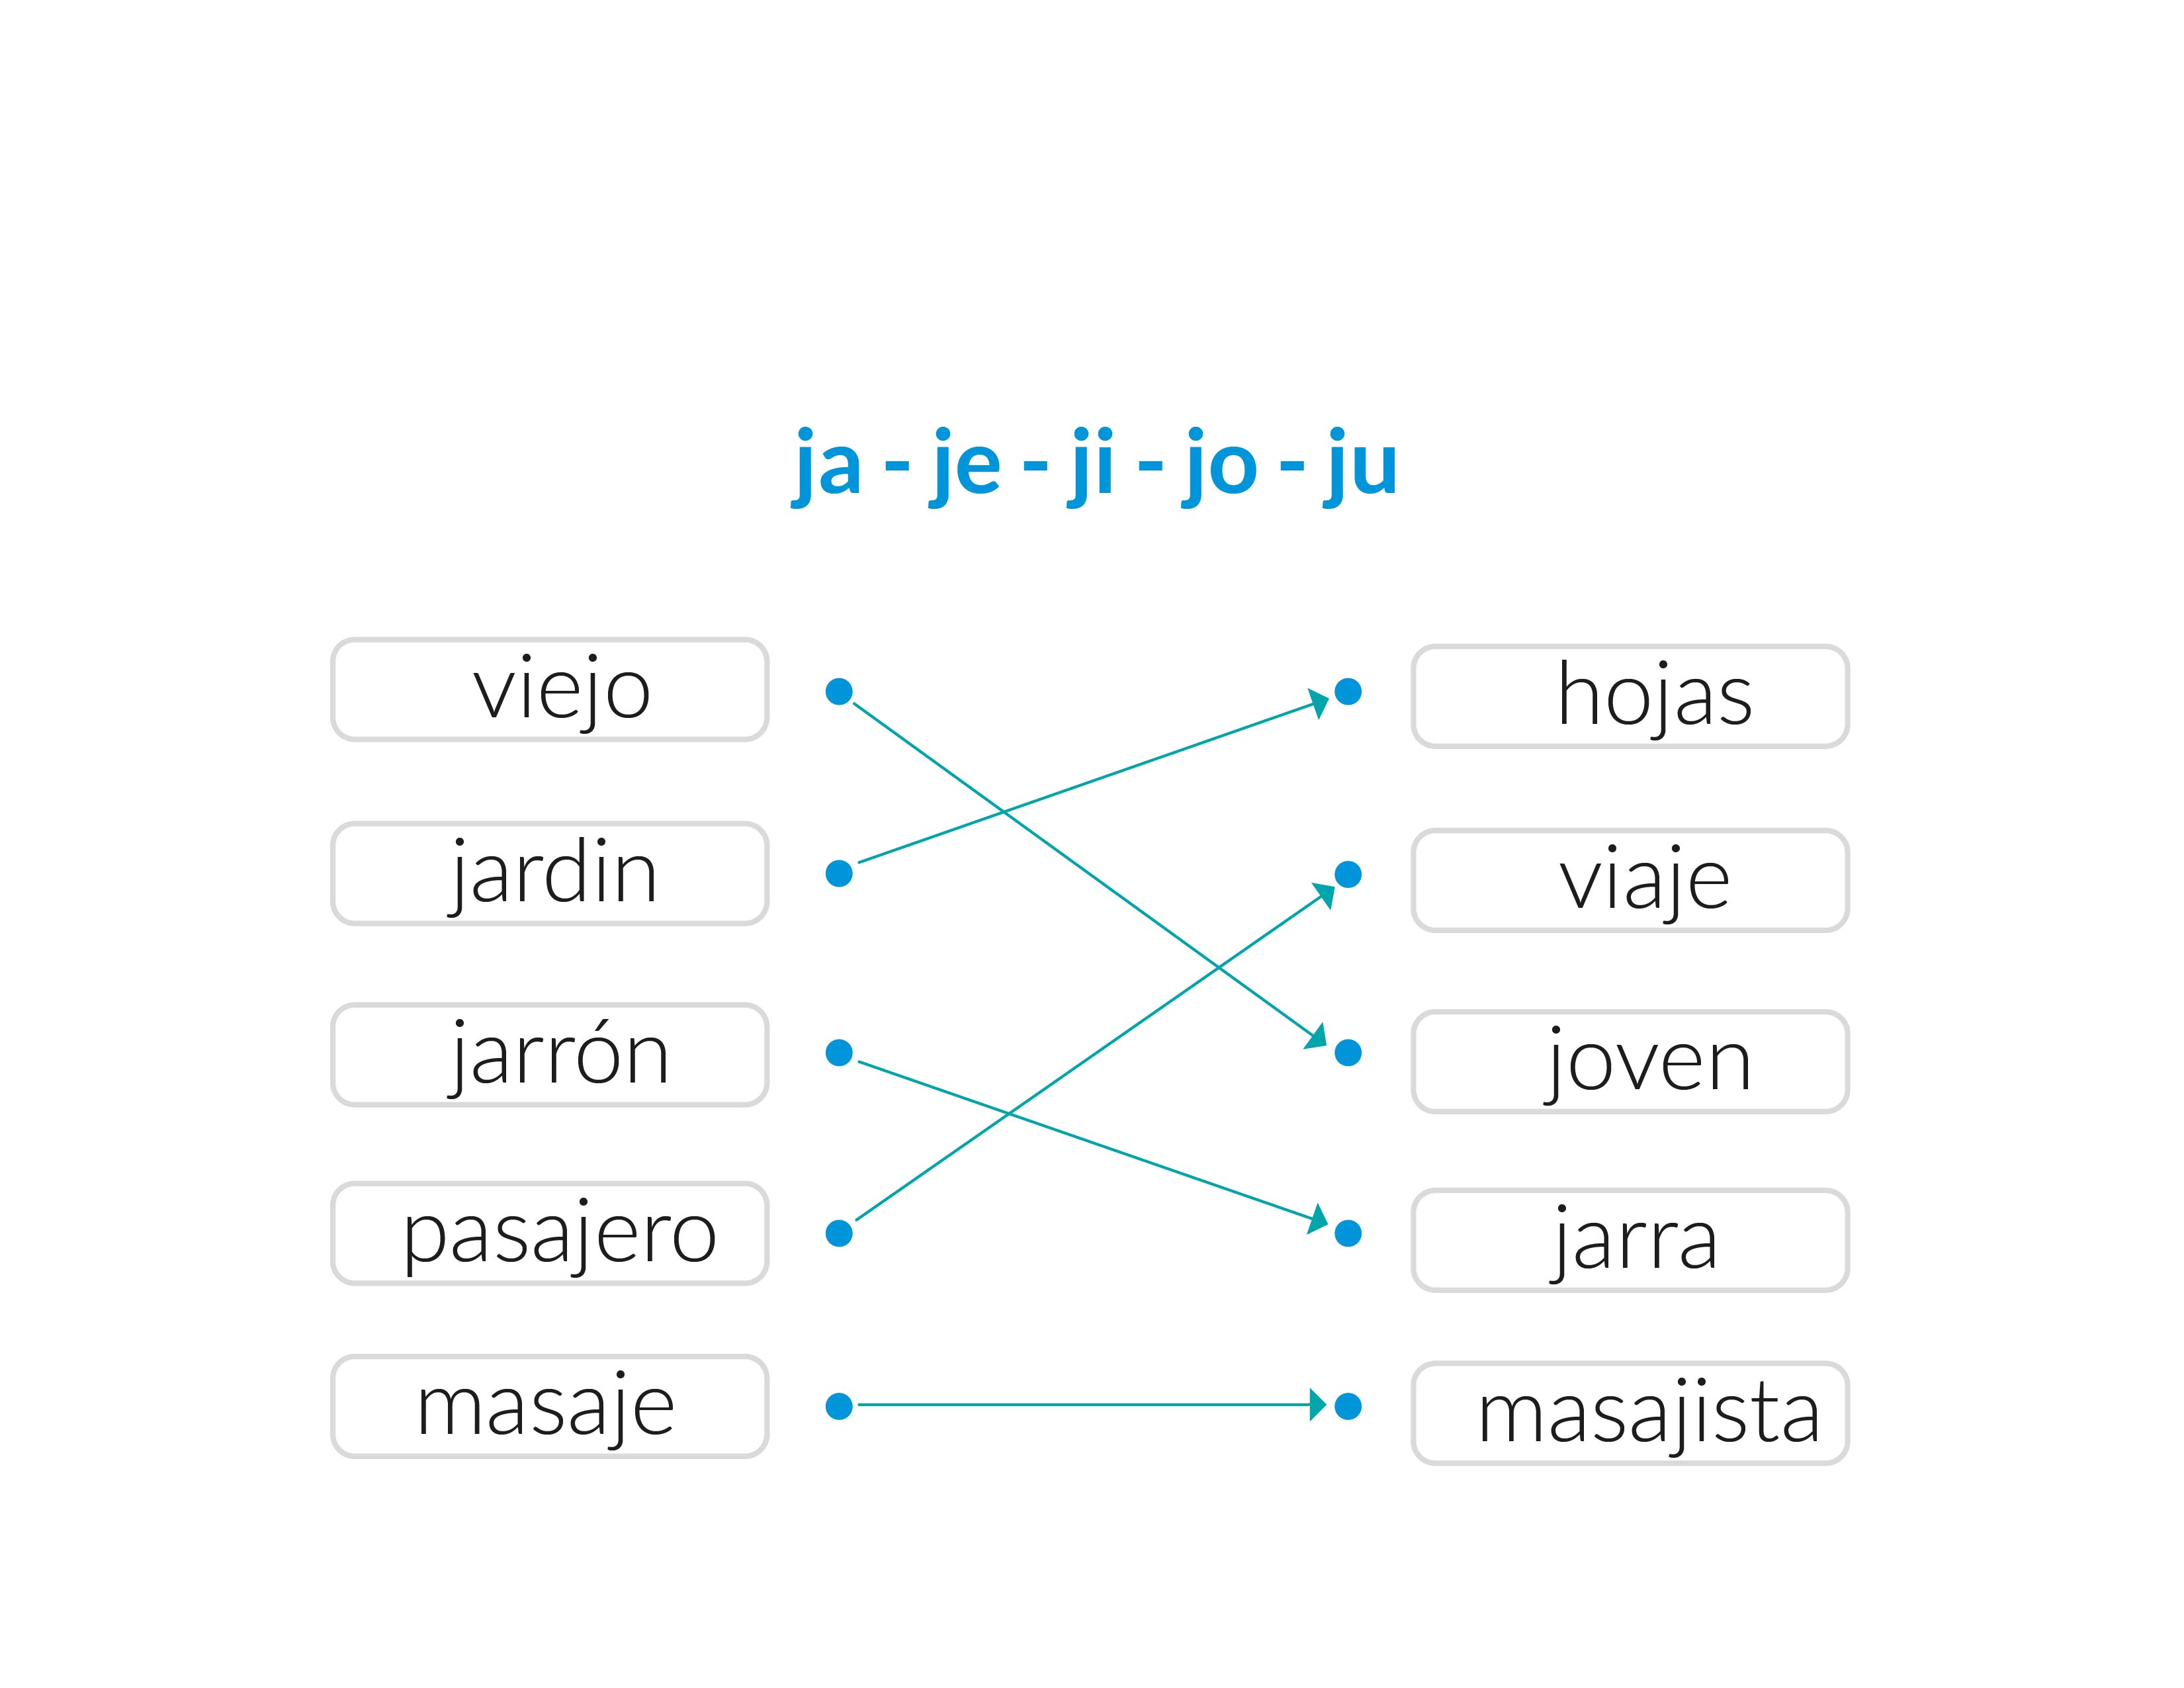 ja - je - ji - jo - ju
viejo
hojas
jardin
viaje
jarrón
joven
pasajero
jarra
masaje
masajista